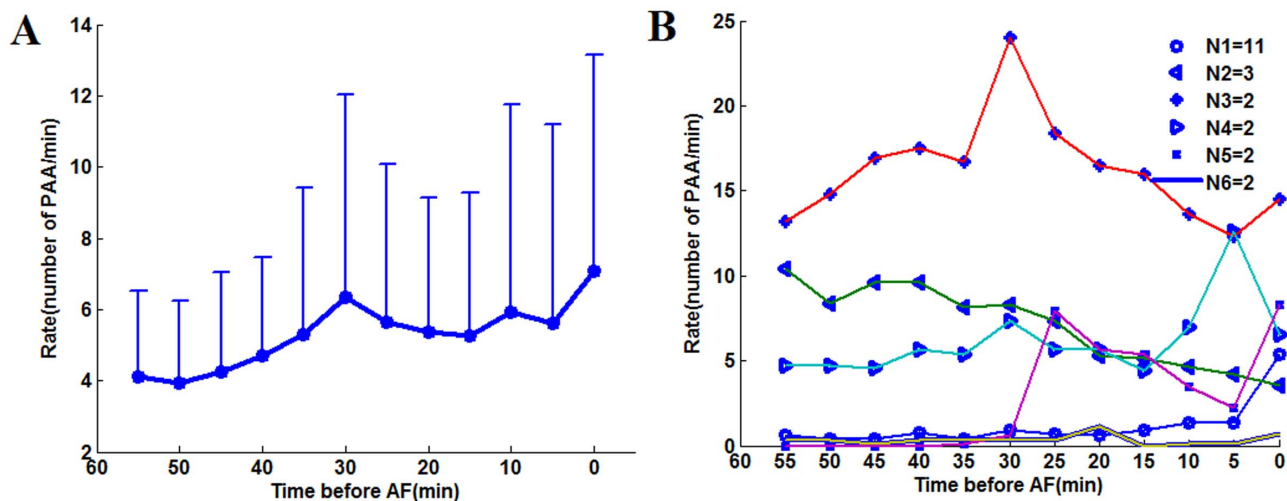 A
14
12
10
8
6
4
2
Rate(number of PAA/min)
60 50 40 30 20 10 0
Time before AF(min)
B
25
20
15
10
5
0
Rate(number of PAA/min)
N1=11
N2=3
N3=2
N4=2
N5=2
N6=2
60 55 50 45 40 35 30 25 20 15 10 5 0
Time before AF(min)